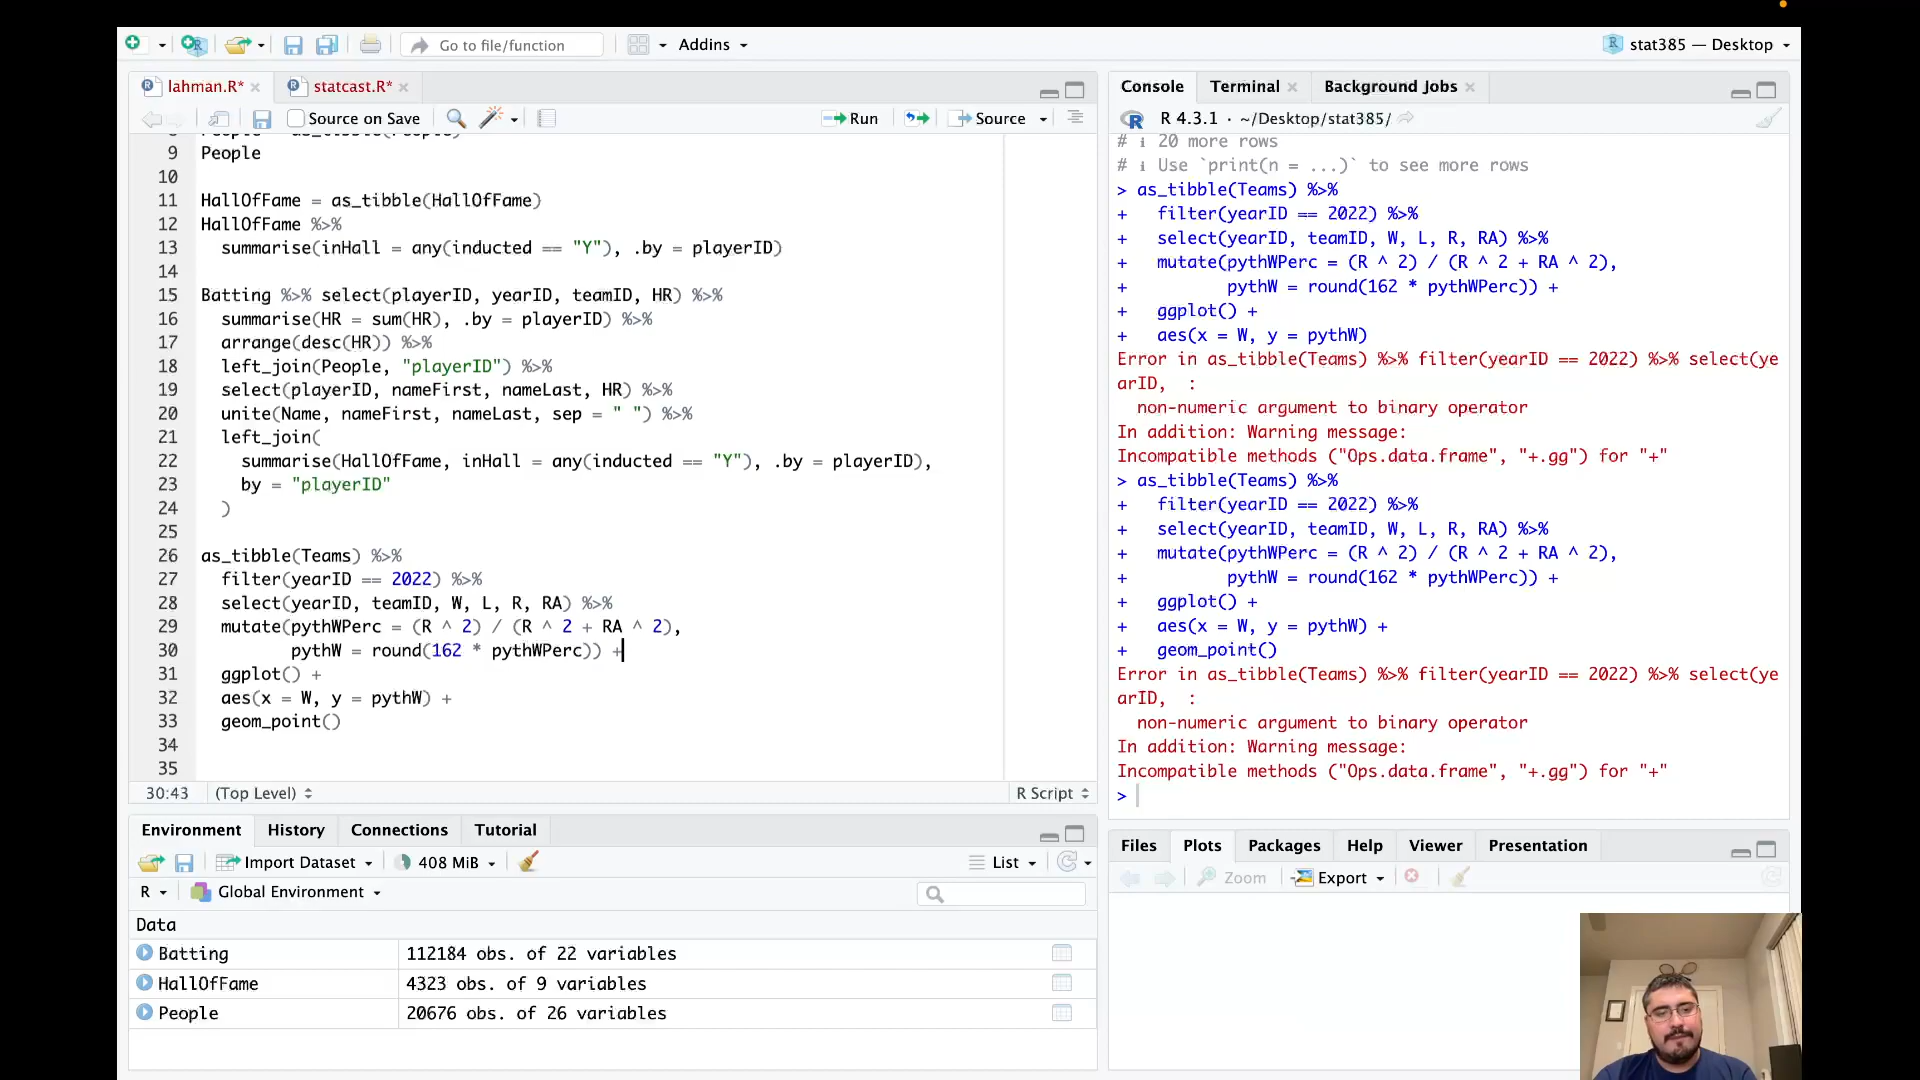 Go to file/function
Addins
stat385 — Desktop
lahman.R*
statcast.R*
Source on Save
Run
Source
9 People
10
11 HallOfFame = as_tibble(HallOfFame)
12 HallOfFame %>%
13 summarise(inHall = any(inducted == "Y"), .by = playerID)
14
15 Batting %>% select(playerID, yearID, teamID, HR) %>%
16 summarise(HR = sum(HR), .by = playerID) %>%
17 arrange(desc(HR)) %>%
18 left_join(People, "playerID") %>%
19 select(playerID, nameFirst, nameLast, HR) %>%
20 unite(Name, nameFirst, nameLast, sep = " ") %>%
21 left_join(
22 summarise(HallOfFame, inHall = any(inducted == "Y"), .by = playerID),
23 by = "playerID"
24 )
25
26 as_tibble(Teams) %>%
27 filter(yearID == 2022) %>%
28 select(yearID, teamID, W, L, R, RA) %>%
29 mutate(pythWPerc = (R ^ 2) / (R ^ 2 + RA ^ 2),
30 pythW = round(162 * pythWPerc)) +
31 ggplot() +
32 aes(x = W, y = pythW) +
33 geom_point()
34
35
30:43 (Top Level) R Script
Environment History Connections Tutorial
Import Dataset 408 MiB List
R Global Environment
Data
Batting 112184 obs. of 22 variables
HallOfFame 4323 obs. of 9 variables
People 20676 obs. of 26 variables
Console Terminal Background Jobs
R 4.3.1 · ~/Desktop/stat385/
# ℹ 20 more rows
# ℹ Use `print(n = ...)` to see more rows
> as_tibble(Teams) %>%
+ filter(yearID == 2022) %>%
+ select(yearID, teamID, W, L, R, RA) %>%
+ mutate(pythWPerc = (R ^ 2) / (R ^ 2 + RA ^ 2),
+ pythW = round(162 * pythWPerc)) +
+ ggplot() +
+ aes(x = W, y = pythW)
Error in as_tibble(Teams) %>% filter(yearID == 2022) %>% select(ye
arID, :
non-numeric argument to binary operator
In addition: Warning message:
Incompatible methods ("Ops.data.frame", "+.gg") for "+"
> as_tibble(Teams) %>%
+ filter(yearID == 2022) %>%
+ select(yearID, teamID, W, L, R, RA) %>%
+ mutate(pythWPerc = (R ^ 2) / (R ^ 2 + RA ^ 2),
+ pythW = round(162 * pythWPerc)) +
+ ggplot() +
+ aes(x = W, y = pythW) +
+ geom_point()
Error in as_tibble(Teams) %>% filter(yearID == 2022) %>% select(ye
arID, :
non-numeric argument to binary operator
In addition: Warning message:
Incompatible methods ("Ops.data.frame", "+.gg") for "+"
>
Files Plots Packages Help Viewer Presentation
Zoom Export